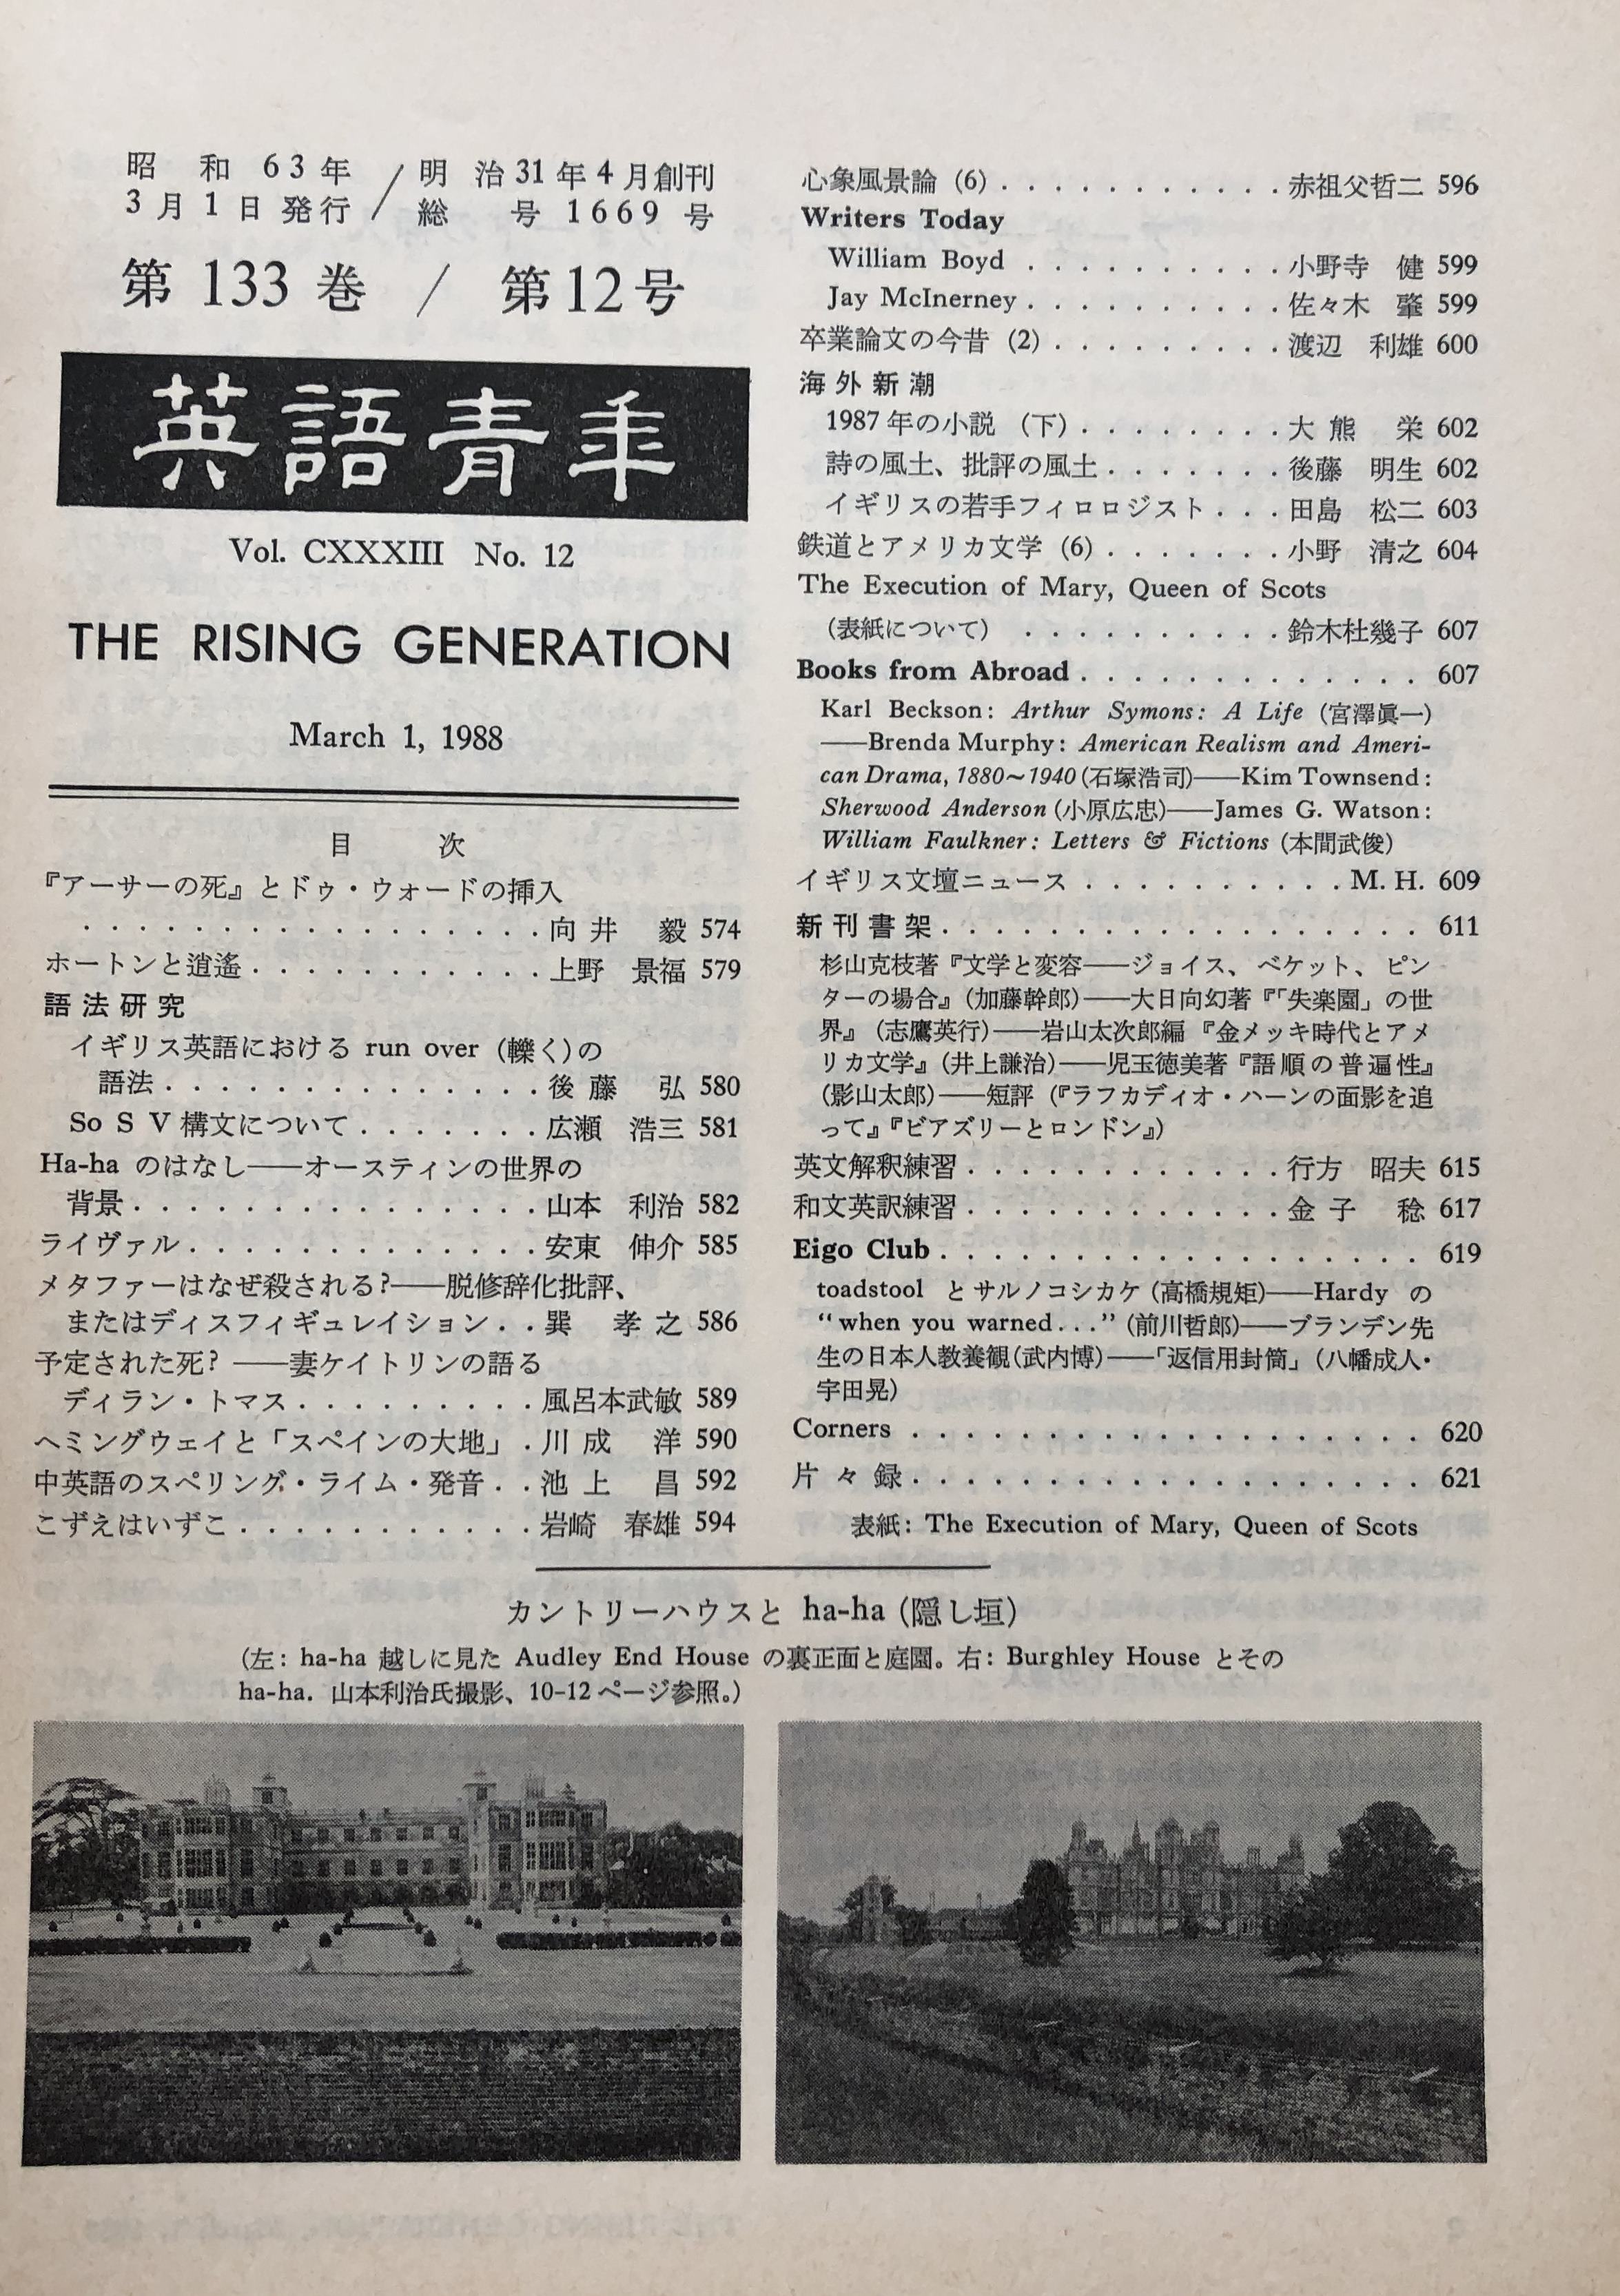 昭和63年3月1日発行/明治31年4月創刊 総号1669号
第133巻 / 第12号
英語青年
Vol. CXXXIII No. 12
THE RISING GENERATION
March 1, 1988
目次
『アーサーの死』とドゥ・ウォードの挿入
. . . . . . . . . . . . . . . . . 向井 毅 574
ホートンと逍遙. . . . . . . . . . . 上野 景福 579
語法研究
イギリス英語における run over (轢く)の
語法. . . . . . . . . . . . . . 後藤 弘 580
So S V 構文について. . . . . . . 広瀬 浩三 581
Ha-ha のはなし——オースティンの世界の
背景. . . . . . . . . . . . . . . 山本 利治 582
ライヴァル. . . . . . . . . . . . . 安東 伸介 585
メタファーはなぜ殺される?——脱修辞化批評、
またはディスフィギュレイション. . 巽 孝之 586
予定された死? ——妻ケイトリンの語る
ディラン・トマス. . . . . . . . . 風呂本武敏 589
ヘミングウェイと「スペインの大地」. 川成 洋 590
中英語のスペリング・ライム・発音. . 池上 昌 592
こずえはいずこ. . . . . . . . . . . 岩崎 春雄 594
心象風景論 (6). . . . . . . . . . . 赤祖父哲二 596
Writers Today
William Boyd . . . . . . . . . . 小野寺 健 599
Jay McInerney. . . . . . . . . . 佐々木 肇 599
卒業論文の今昔 (2). . . . . . . . . 渡辺 利雄 600
海外新潮
1987年の小説 (下). . . . . . . . 大熊 栄 602
詩の風土、批評の風土. . . . . . . 後藤 明生 602
イギリスの若手フィロロジスト. . . 田島 松二 603
鉄道とアメリカ文学 (6). . . . . . . 小野 清之 604
The Execution of Mary, Queen of Scots
(表紙について) . . . . . . . . . . 鈴木杜幾子 607
Books from Abroad. . . . . . . . . . . . . 607
Karl Beckson: Arthur Symons: A Life (宮澤眞一)
——Brenda Murphy: American Realism and Ameri-
can Drama, 1880~1940 (石塚浩司)——Kim Townsend:
Sherwood Anderson (小原広忠)——James G. Watson:
William Faulkner: Letters & Fictions (本間武俊)
イギリス文壇ニュース . . . . . . . . . . M. H. 609
新刊書架. . . . . . . . . . . . . . . . . . 611
杉山克枝著『文学と変容——ジョイス、ベケット、ピン
ターの場合』(加藤幹郎)——大日向幻著『「失楽園」の世
界』(志鷹英行)——岩山太次郎編『金メッキ時代とアメ
リカ文学』(井上謙治)——児玉徳美著『語順の普遍性』
(影山太郎)——短評 (『ラフカディオ・ハーンの面影を追
って』『ビアズリーとロンドン』)
英文解釈練習. . . . . . . . . . . . 行方 昭夫 615
和文英訳練習. . . . . . . . . . . . 金子 稔 617
Eigo Club. . . . . . . . . . . . . . . . . . 619
toadstool とサルノコシカケ (高橋規矩)——Hardy の
“when you warned...” (前川哲郎)——ブランデン先
生の日本人教養観(武内博)——「返信用封筒」(八幡成人・
宇田晃)
Corners . . . . . . . . . . . . . . . . . . . 620
片々録. . . . . . . . . . . . . . . . . . . 621
表紙: The Execution of Mary, Queen of Scots
カントリーハウスと ha-ha (隠し垣)
(左: ha-ha 越しに見た Audley End House の裏正面と庭園。右: Burghley House とその
ha-ha. 山本利治氏撮影、10-12ページ参照。)